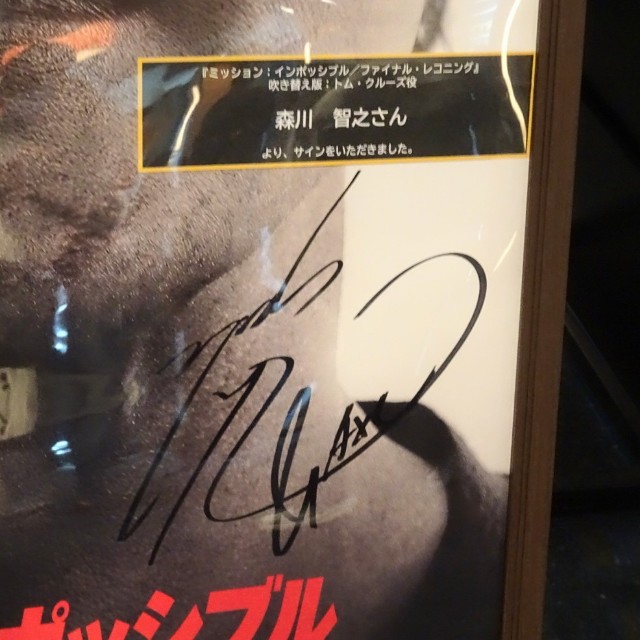 『ミッション：インポッシブル／ファイナル・レコニング』
吹き替え版：トム・クルーズ役
森川　智之さん
より、サインをいただきました。
ポッシブル